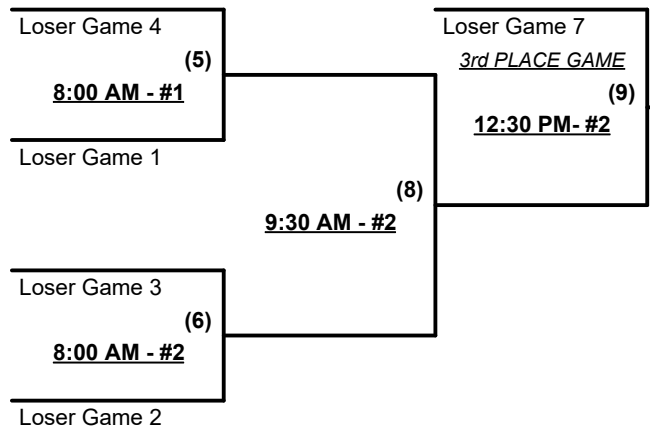 Loser Game 4
(5)
8:00 AM - #1
Loser Game 1
Loser Game 7
3rd PLACE GAME
(9)
12:30 PM- #2
(8)
9:30 AM - #2
Loser Game 3
(6)
8:00 AM - #2
Loser Game 2